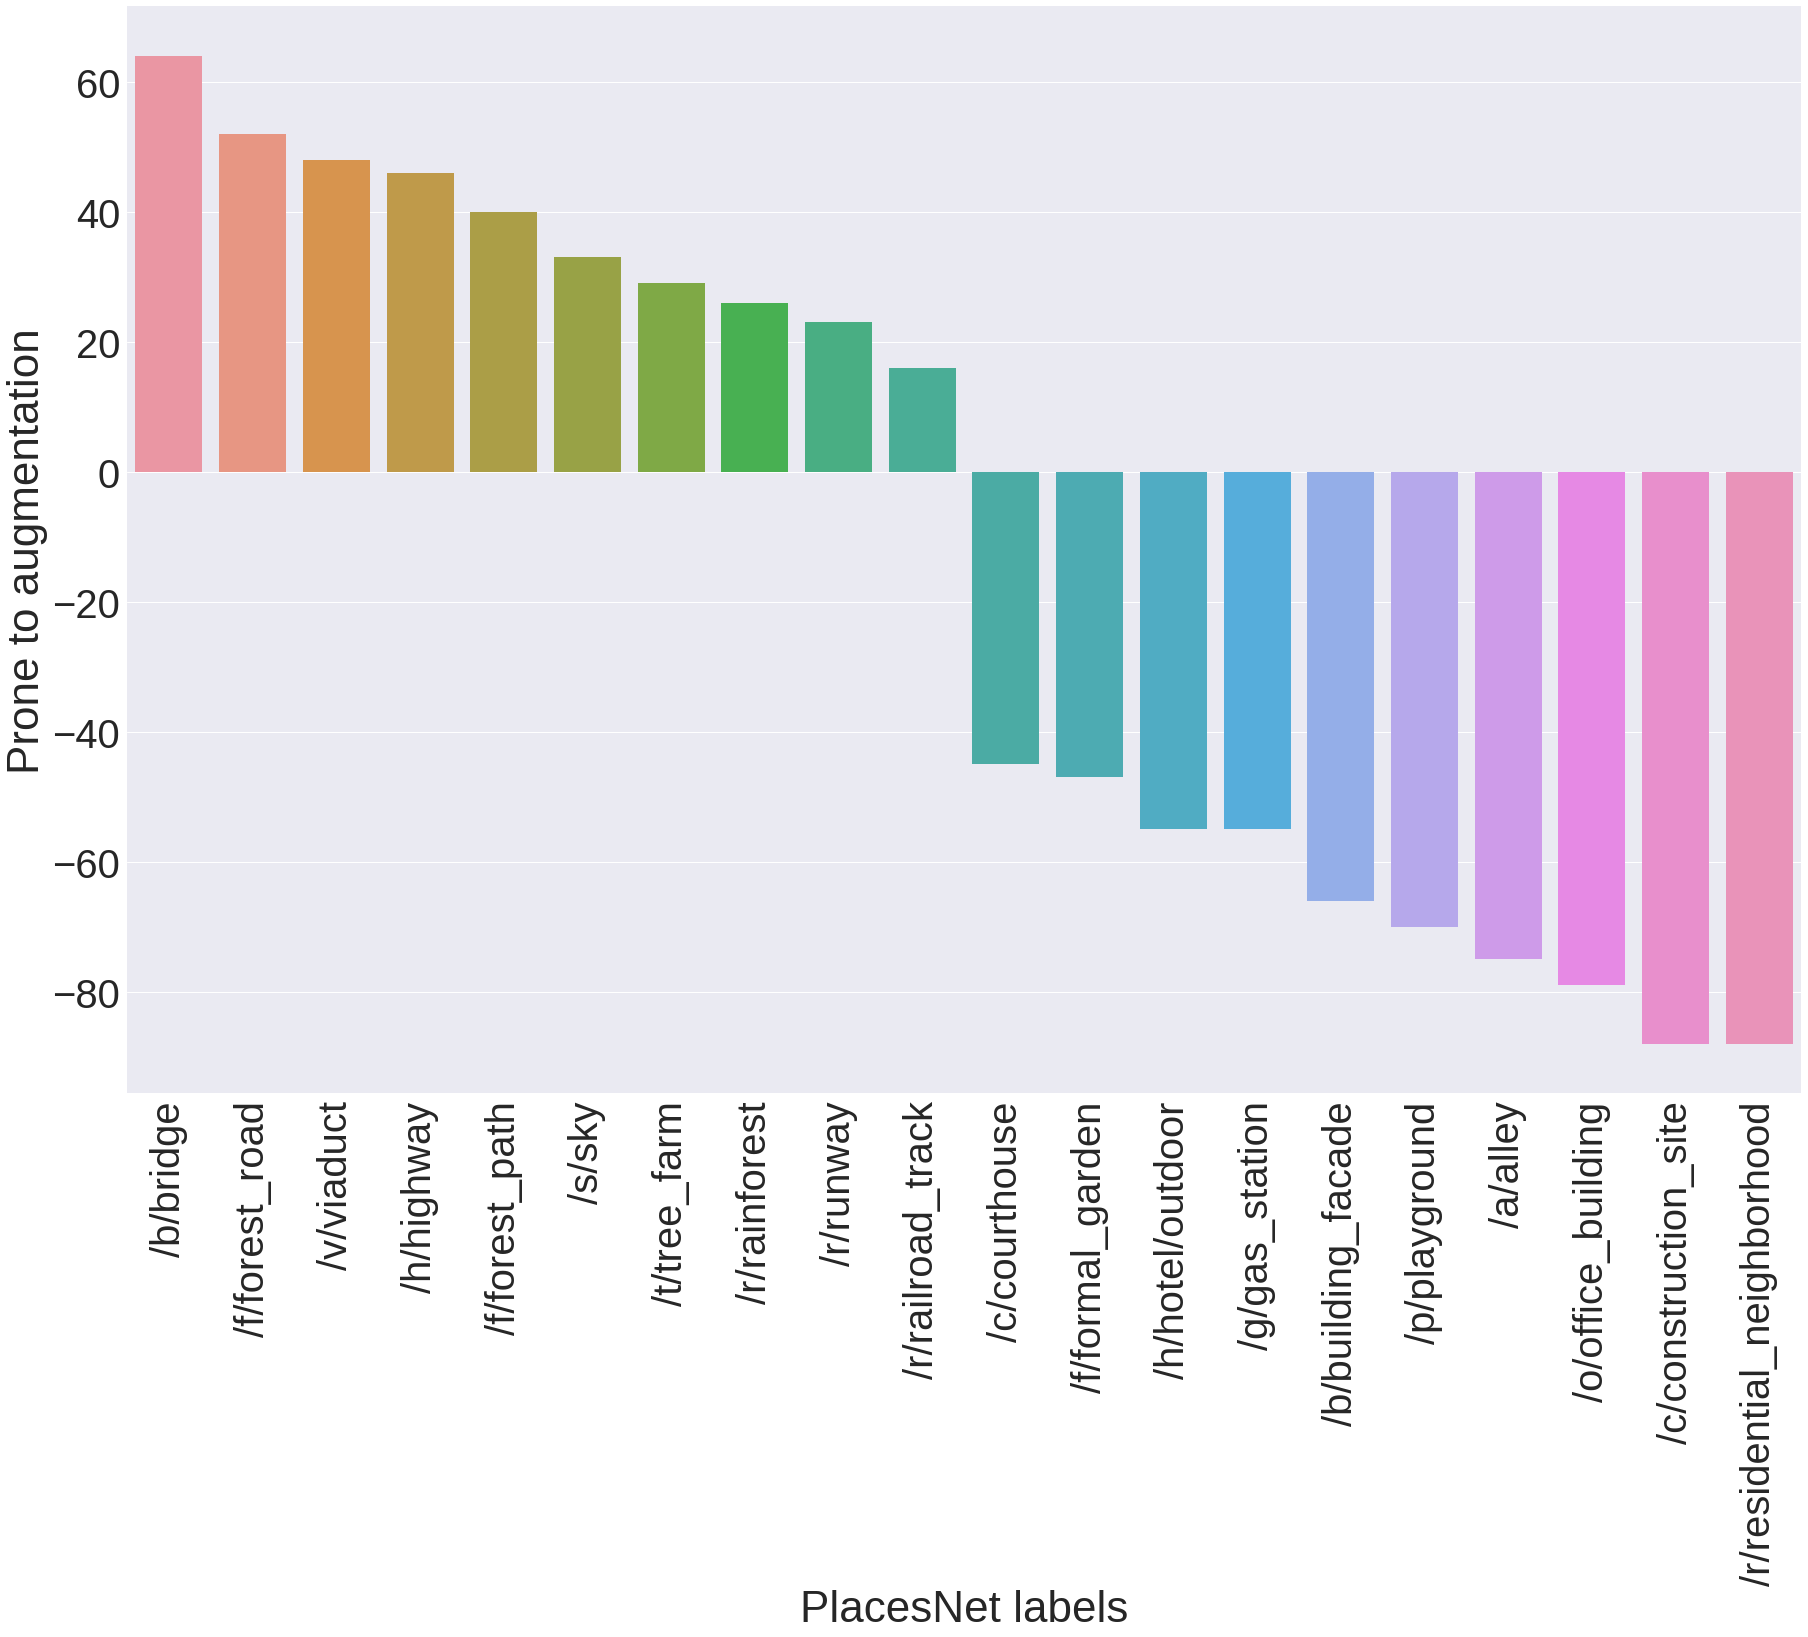 Prone to augmentation
60
40
20
0
−20
−40
−60
−80
/b/bridge
/f/forest_road
/v/viaduct
/h/highway
/f/forest_path
/s/sky
/t/tree_farm
/r/rainforest
/r/runway
/r/railroad_track
/c/courthouse
/f/formal_garden
/h/hotel/outdoor
/g/gas_station
/b/building_facade
/p/playground
/a/alley
/o/office_building
/c/construction_site
/r/residential_neighborhood
PlacesNet labels